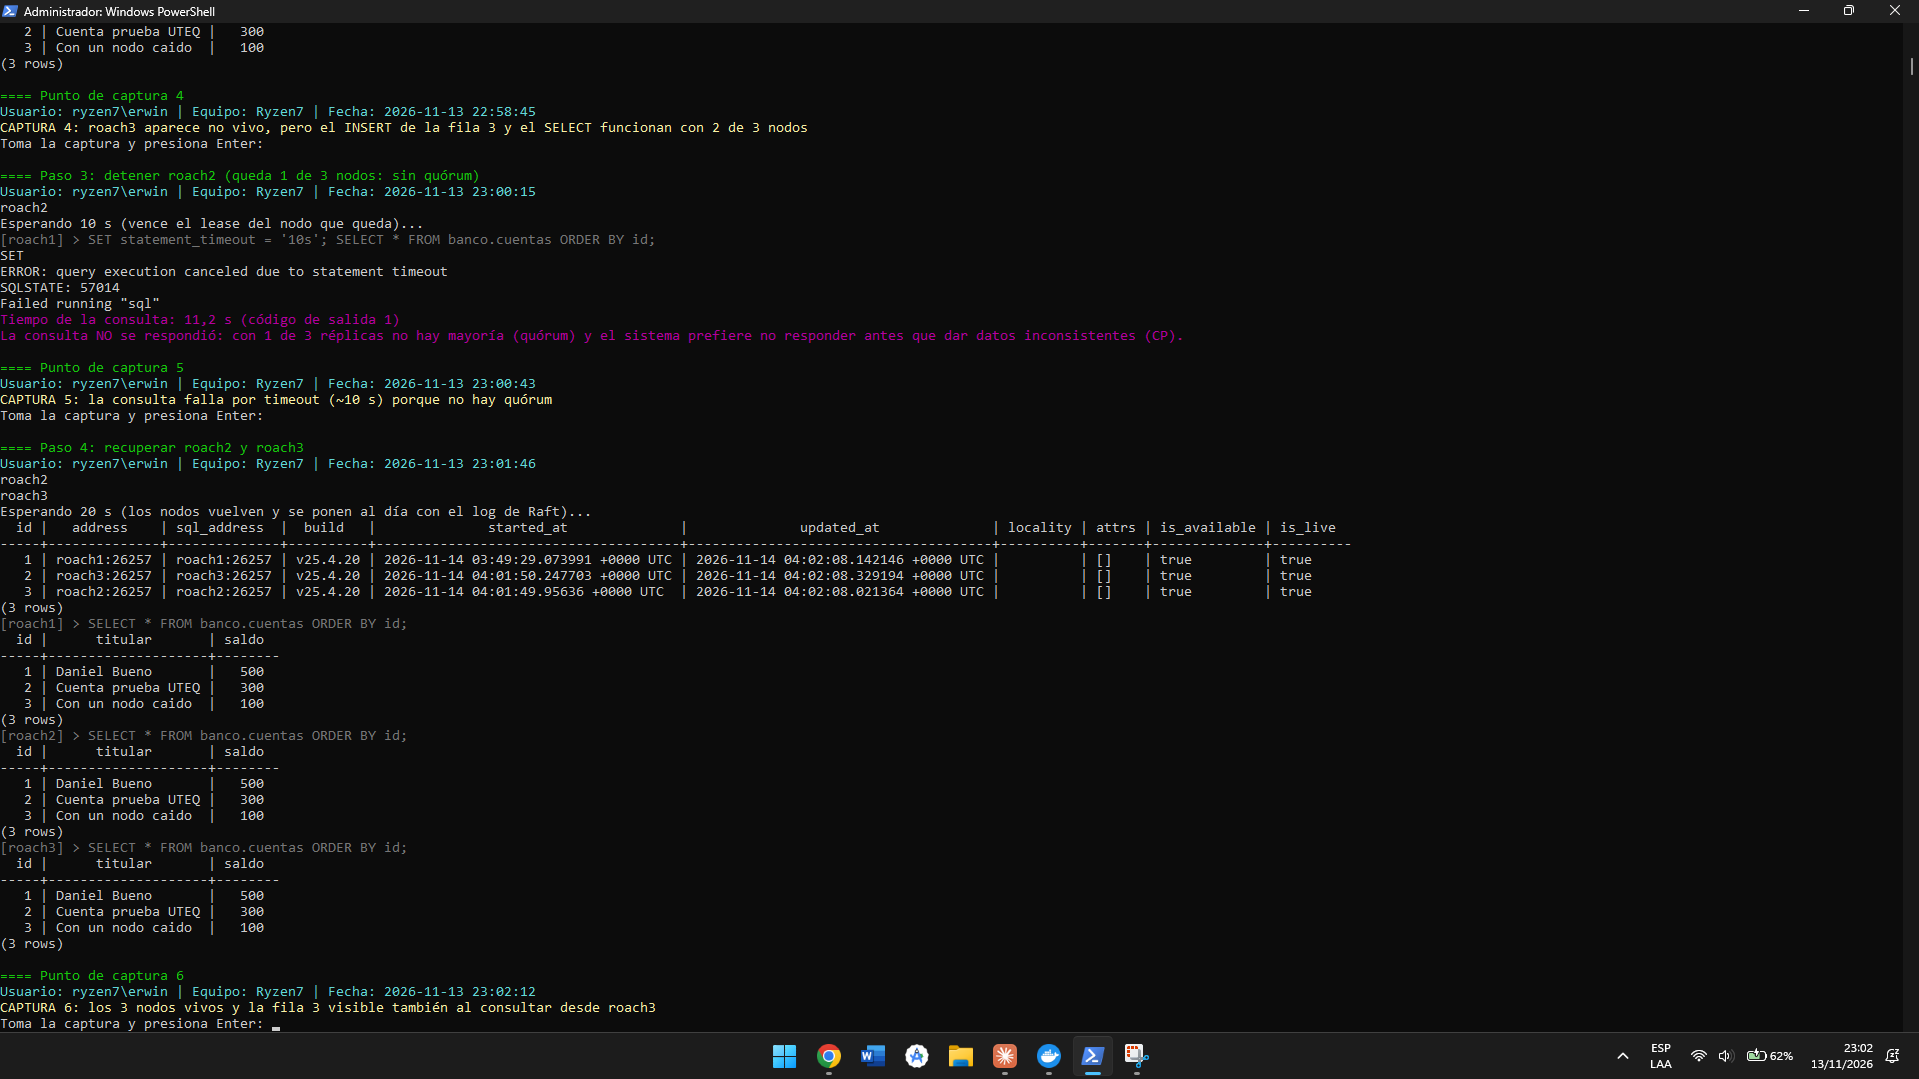 Administrador: Windows PowerShell
   2 | Cuenta prueba UTEQ |   300
   3 | Con un nodo caido  |   100
(3 rows)
==== Punto de captura 4
Usuario: ryzen7\erwin | Equipo: Ryzen7 | Fecha: 2026-11-13 22:58:45
CAPTURA 4: roach3 aparece no vivo, pero el INSERT de la fila 3 y el SELECT funcionan con 2 de 3 nodos
Toma la captura y presiona Enter:
==== Paso 3: detener roach2 (queda 1 de 3 nodos: sin quórum)
Usuario: ryzen7\erwin | Equipo: Ryzen7 | Fecha: 2026-11-13 23:00:15
roach2
Esperando 10 s (vence el lease del nodo que queda)...
[roach1] > SET statement_timeout = '10s'; SELECT * FROM banco.cuentas ORDER BY id;
SET
ERROR: query execution canceled due to statement timeout
SQLSTATE: 57014
Failed running "sql"
Tiempo de la consulta: 11,2 s (código de salida 1)
La consulta NO se respondió: con 1 de 3 réplicas no hay mayoría (quórum) y el sistema prefiere no responder antes que dar datos inconsistentes (CP).
==== Punto de captura 5
Usuario: ryzen7\erwin | Equipo: Ryzen7 | Fecha: 2026-11-13 23:00:43
CAPTURA 5: la consulta falla por timeout (~10 s) porque no hay quórum
Toma la captura y presiona Enter:
==== Paso 4: recuperar roach2 y roach3
Usuario: ryzen7\erwin | Equipo: Ryzen7 | Fecha: 2026-11-13 23:01:46
roach2
roach3
Esperando 20 s (los nodos vuelven y se ponen al día con el log de Raft)...
  id |   address    | sql_address  |  build   |              started_at              |              updated_at              | locality | attrs | is_available | is_live
-----+--------------+--------------+----------+--------------------------------------+--------------------------------------+----------+-------+--------------+----------
   1 | roach1:26257 | roach1:26257 | v25.4.20 | 2026-11-14 03:49:29.073991 +0000 UTC | 2026-11-14 04:02:08.142146 +0000 UTC |          | []    | true         | true
   2 | roach3:26257 | roach3:26257 | v25.4.20 | 2026-11-14 04:01:50.247703 +0000 UTC | 2026-11-14 04:02:08.329194 +0000 UTC |          | []    | true         | true
   3 | roach2:26257 | roach2:26257 | v25.4.20 | 2026-11-14 04:01:49.95636 +0000 UTC  | 2026-11-14 04:02:08.021364 +0000 UTC |          | []    | true         | true
(3 rows)
[roach1] > SELECT * FROM banco.cuentas ORDER BY id;
  id |      titular       | saldo
-----+--------------------+--------
   1 | Daniel Bueno       |   500
   2 | Cuenta prueba UTEQ |   300
   3 | Con un nodo caido  |   100
(3 rows)
[roach2] > SELECT * FROM banco.cuentas ORDER BY id;
  id |      titular       | saldo
-----+--------------------+--------
   1 | Daniel Bueno       |   500
   2 | Cuenta prueba UTEQ |   300
   3 | Con un nodo caido  |   100
(3 rows)
[roach3] > SELECT * FROM banco.cuentas ORDER BY id;
  id |      titular       | saldo
-----+--------------------+--------
   1 | Daniel Bueno       |   500
   2 | Cuenta prueba UTEQ |   300
   3 | Con un nodo caido  |   100
(3 rows)
==== Punto de captura 6
Usuario: ryzen7\erwin | Equipo: Ryzen7 | Fecha: 2026-11-13 23:02:12
CAPTURA 6: los 3 nodos vivos y la fila 3 visible también al consultar desde roach3
Toma la captura y presiona Enter:
ESP
LAA
62%
23:02
13/11/2026